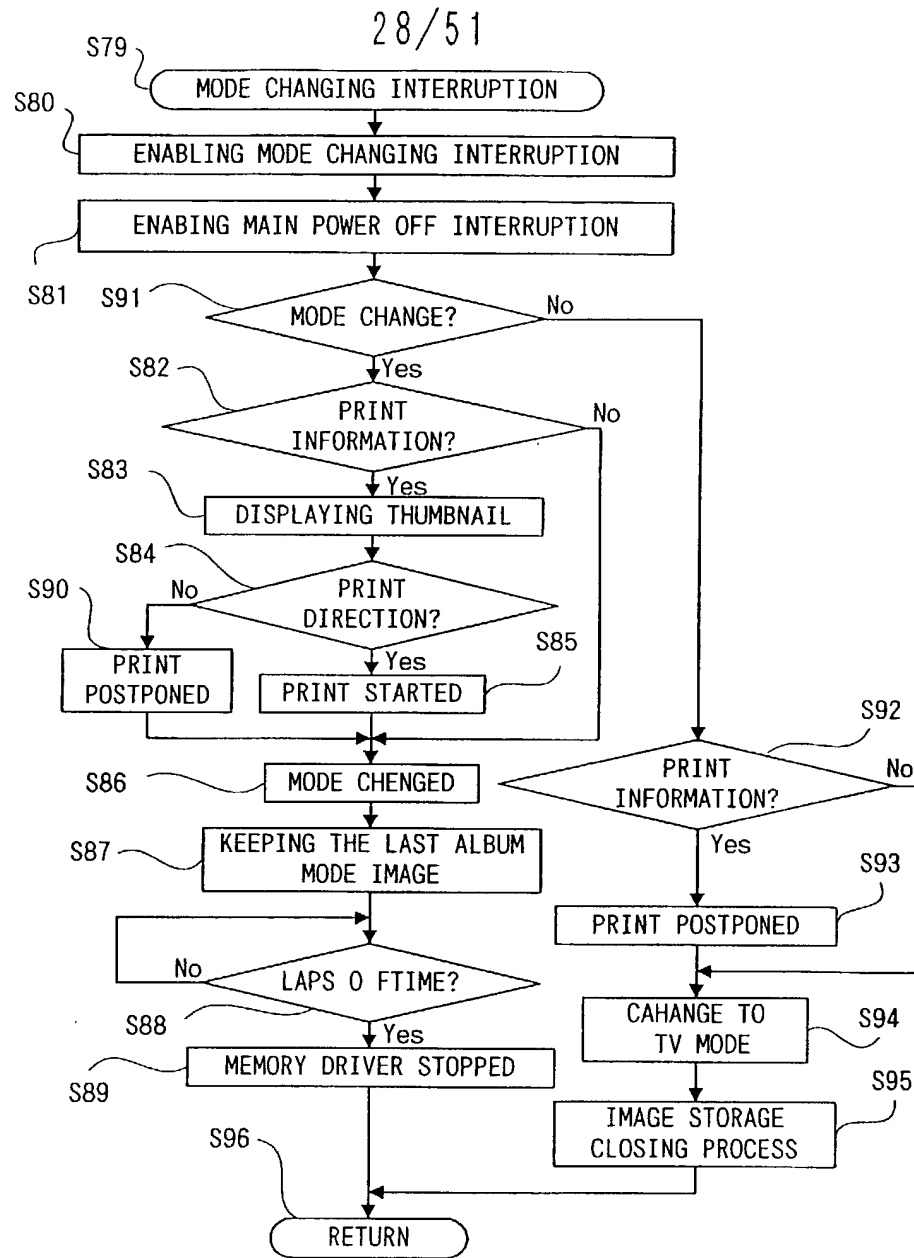 28/51
S79
MODE CHANGING INTERRUPTION
S80
ENABLING MODE CHANGING INTERRUPTION
ENABING MAIN POWER OFF INTERRUPTION
S81
S91
MODE CHANGE?
No
Yes
S82
PRINT
INFORMATION?
No
Yes
S83
DISPLAYING THUMBNAIL
S84
PRINT
DIRECTION?
No
Yes
S90
PRINT
POSTPONED
S85
PRINT STARTED
S86
MODE CHENGED
S87
KEEPING THE LAST ALBUM
MODE IMAGE
LAPS O FTIME?
No
S88
Yes
MEMORY DRIVER STOPPED
S89
S92
PRINT
INFORMATION?
No
Yes
S93
PRINT POSTPONED
CAHANGE TO
TV MODE
S94
IMAGE STORAGE
CLOSING PROCESS
S95
S96
RETURN